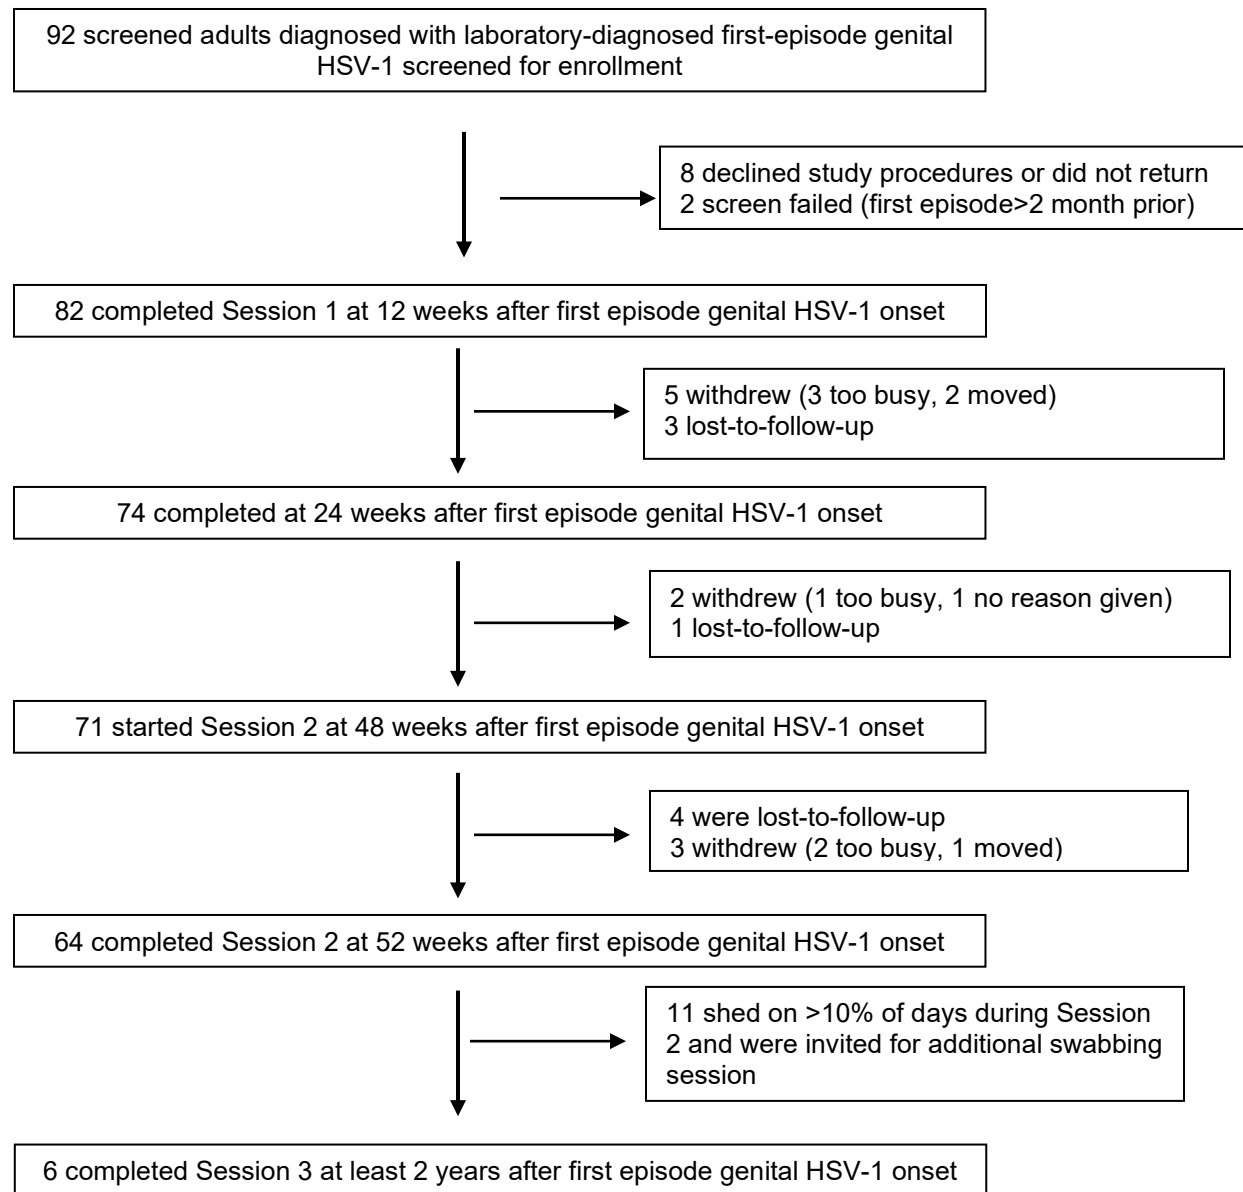 92 screened adults diagnosed with laboratory-diagnosed first-episode genital
HSV-1 screened for enrollment
8 declined study procedures or did not return
2 screen failed (first episode>2 month prior)
82 completed Session 1 at 12 weeks after first episode genital HSV-1 onset
5 withdrew (3 too busy, 2 moved)
3 lost-to-follow-up
74 completed at 24 weeks after first episode genital HSV-1 onset
2 withdrew (1 too busy, 1 no reason given)
1 lost-to-follow-up
71 started Session 2 at 48 weeks after first episode genital HSV-1 onset
4 were lost-to-follow-up
3 withdrew (2 too busy, 1 moved)
64 completed Session 2 at 52 weeks after first episode genital HSV-1 onset
11 shed on >10% of days during Session
2 and were invited for additional swabbing
session
6 completed Session 3 at least 2 years after first episode genital HSV-1 onset